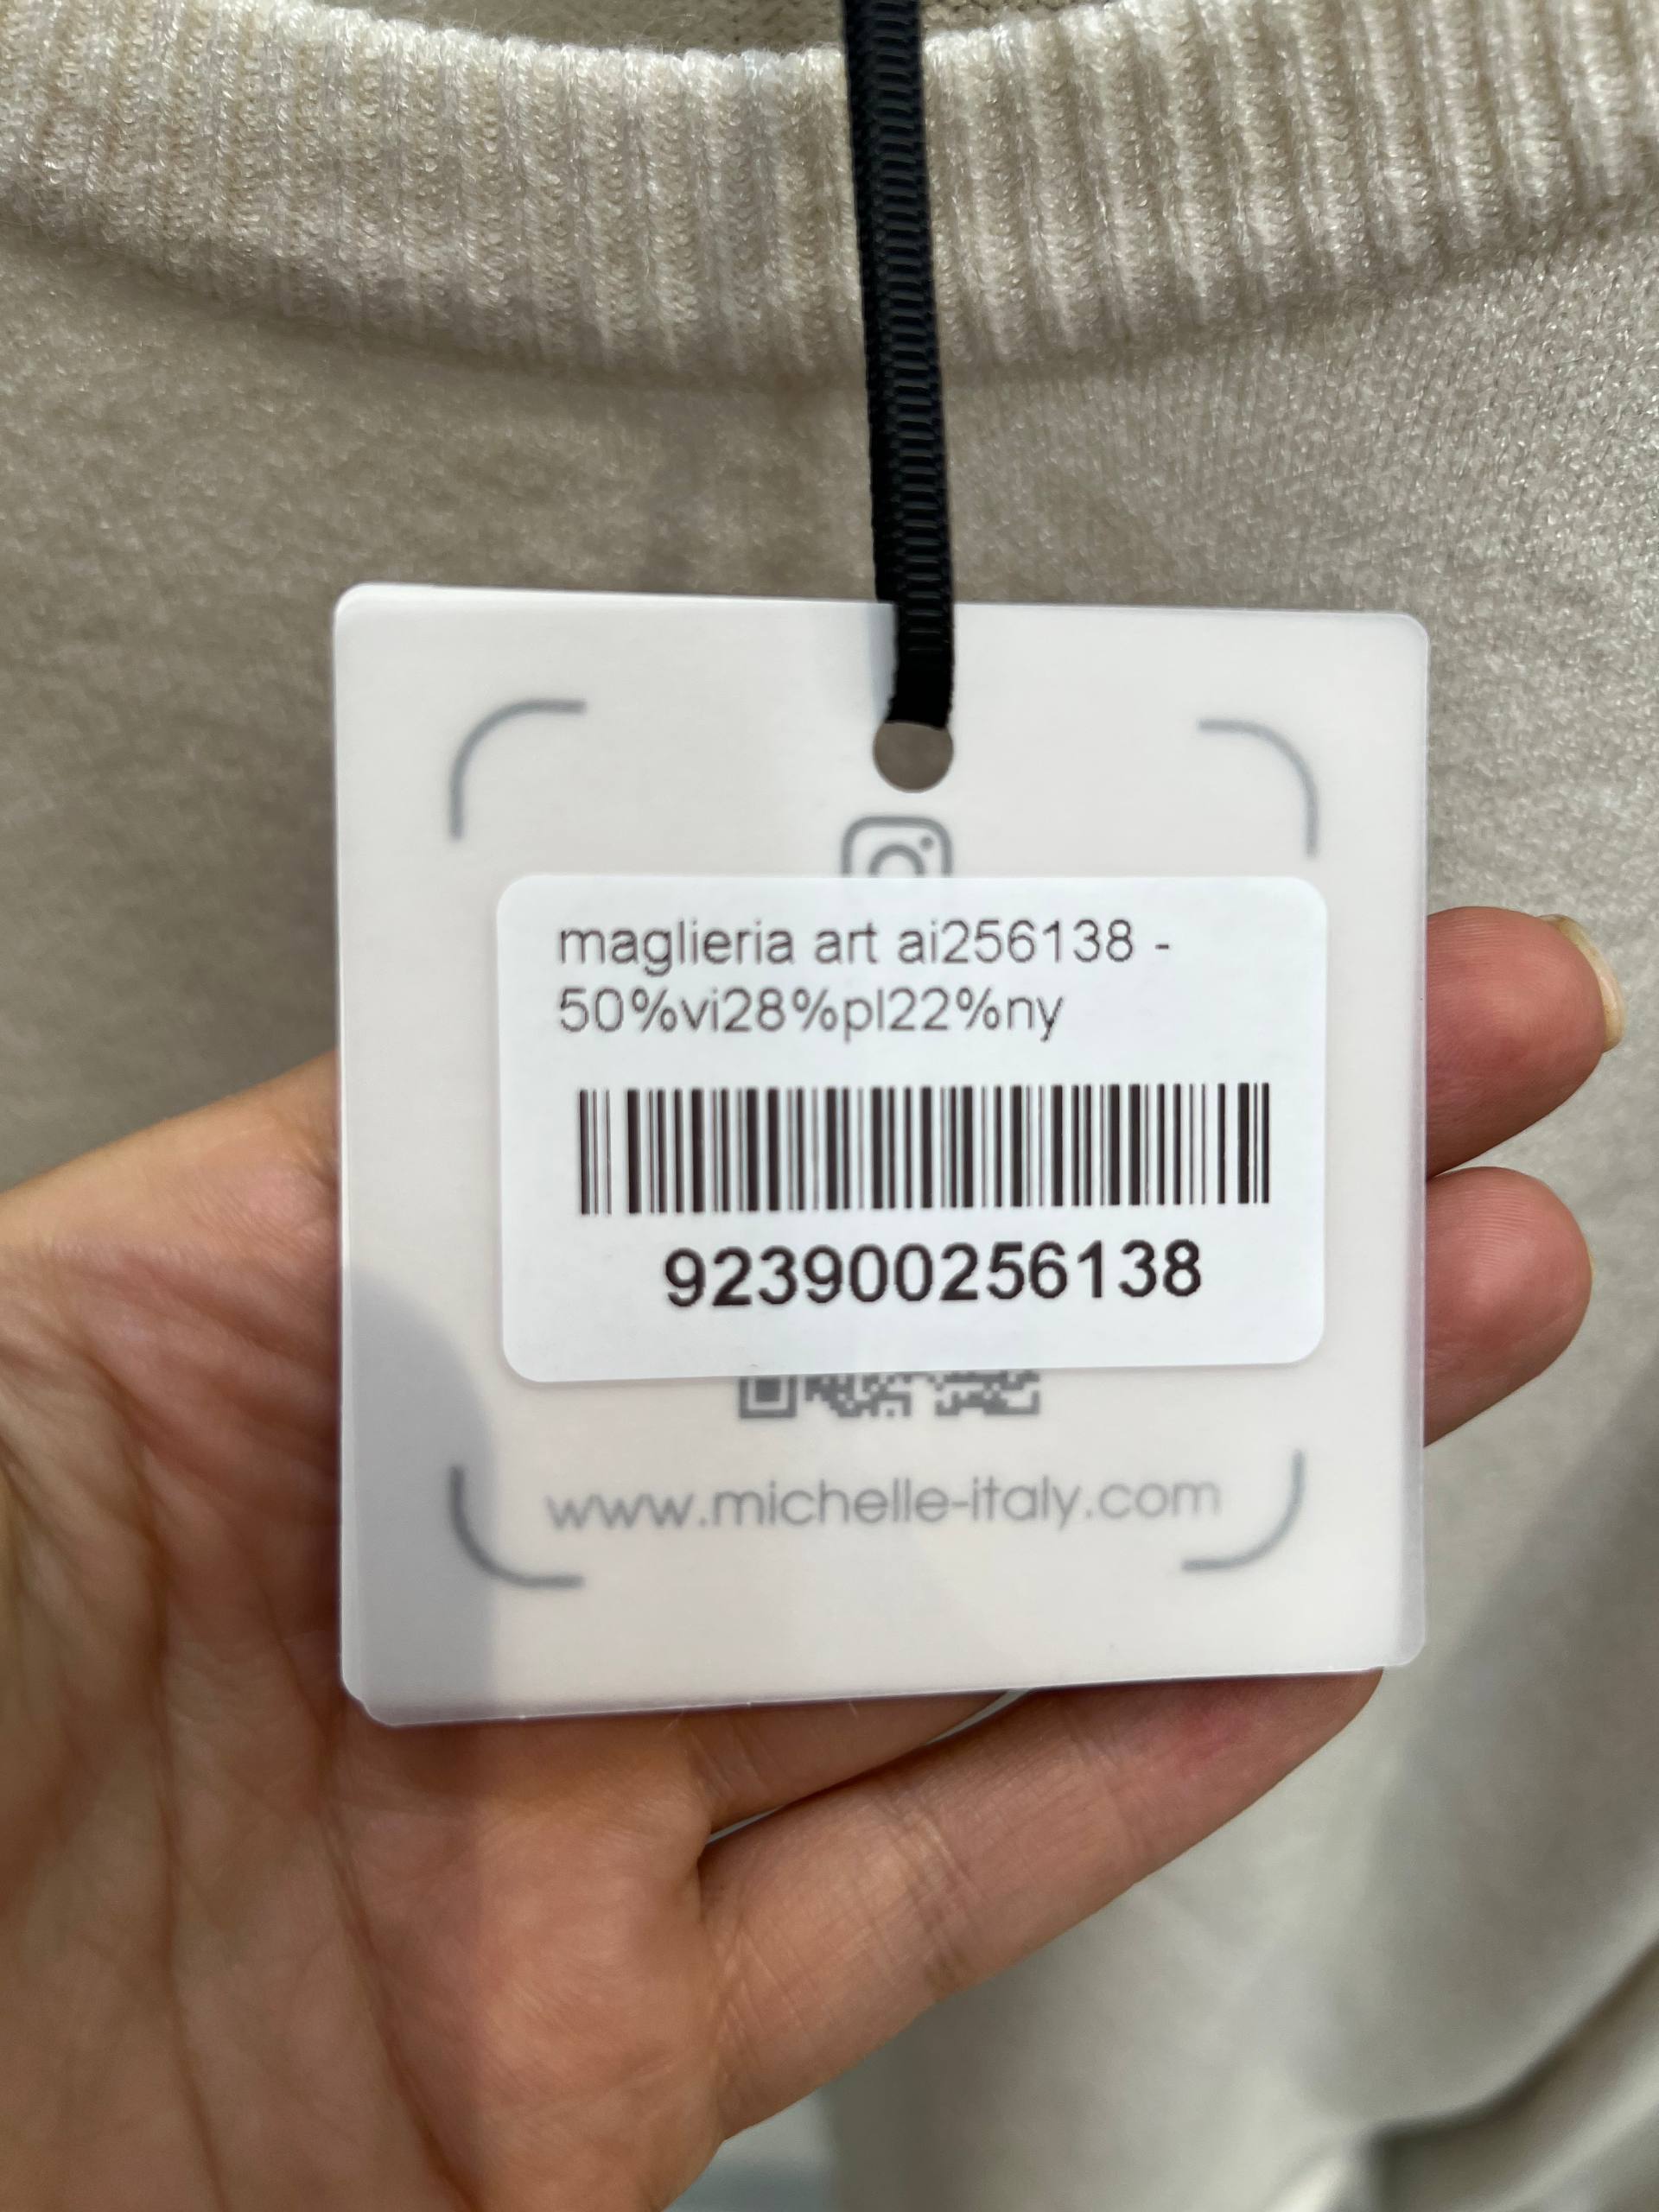 maglieria art ai256138 -
50%vi28%pl22%ny
923900256138
www.michelle-italy.com